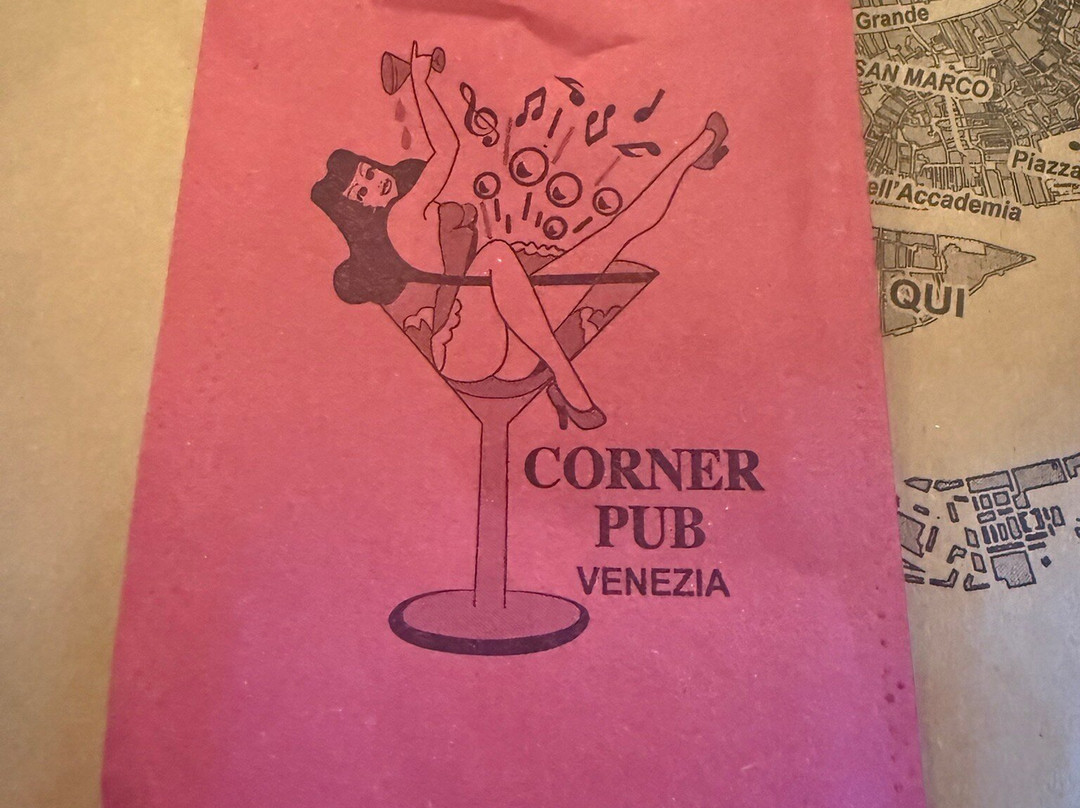 CORNER
PUB
VENEZIA
Grande
SAN MARCO
Piazza
ell'Accademia
QUI